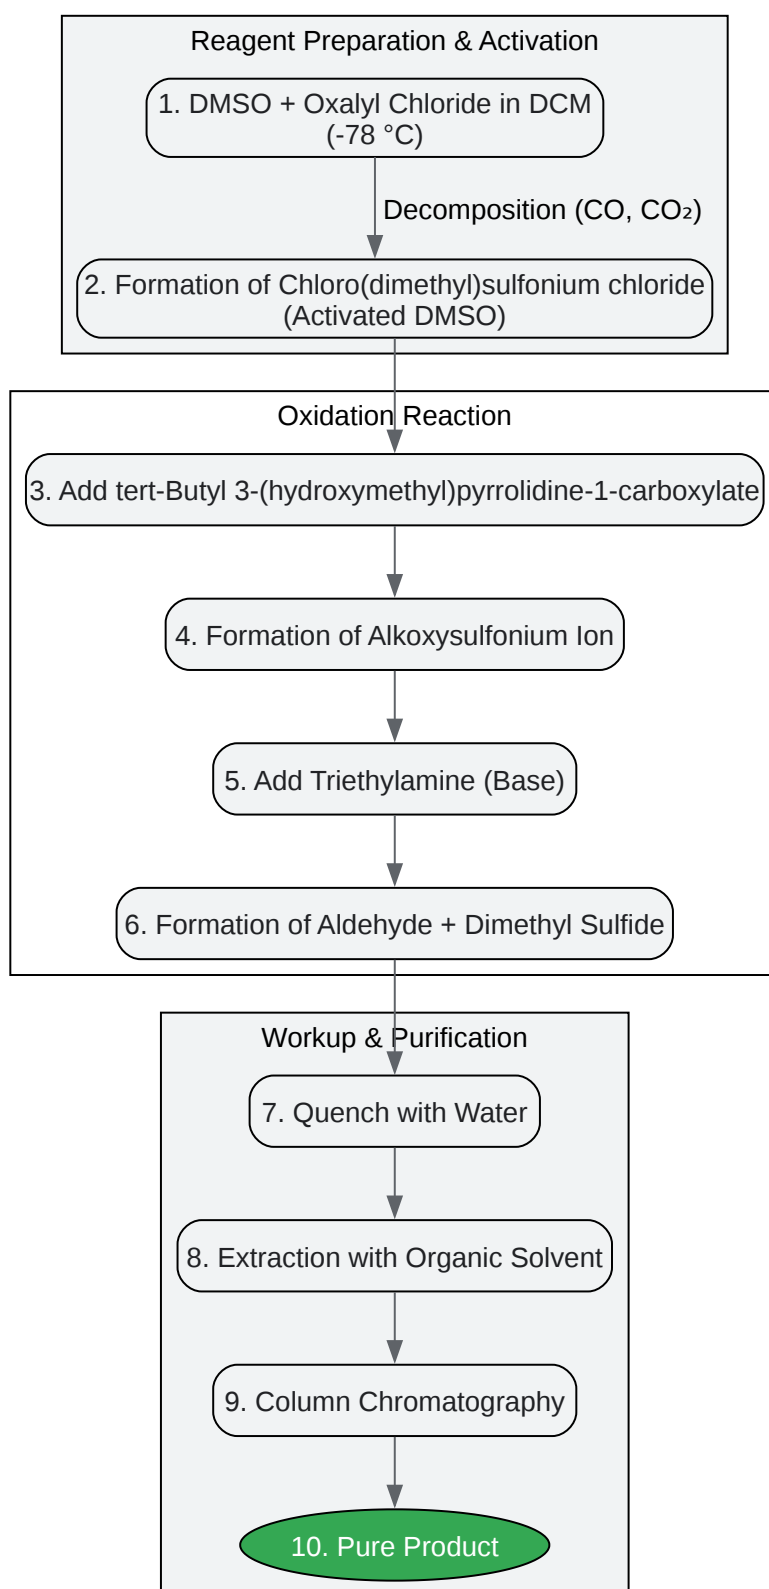 Reagent Preparation & Activation
1. DMSO + Oxalyl Chloride in DCM
(-78 °C)
Decomposition (CO, CO₂)
2. Formation of Chloro(dimethyl)sulfonium chloride
(Activated DMSO)
Oxidation Reaction
3. Add tert-Butyl 3-(hydroxymethyl)pyrrolidine-1-carboxylate
4. Formation of Alkoxysulfonium Ion
5. Add Triethylamine (Base)
6. Formation of Aldehyde + Dimethyl Sulfide
Workup & Purification
7. Quench with Water
8. Extraction with Organic Solvent
9. Column Chromatography
10. Pure Product